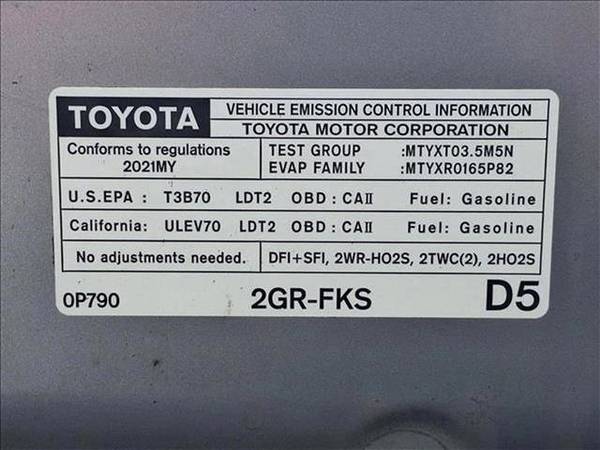 TOYOTA
VEHICLE EMISSION CONTROL INFORMATION
TOYOTA MOTOR CORPORATION
Conforms to regulations
2021MY
TEST GROUP :MTYXT03.5M5N
EVAP FAMILY :MTYXR0165P82
U.S.EPA : T3B70 LDT2 OBD : CAⅡ Fuel: Gasoline
California: ULEV70 LDT2 OBD : CAⅡ Fuel: Gasoline
No adjustments needed. DFI+SFI, 2WR-HO2S, 2TWC(2), 2HO2S
0P790 2GR-FKS D5